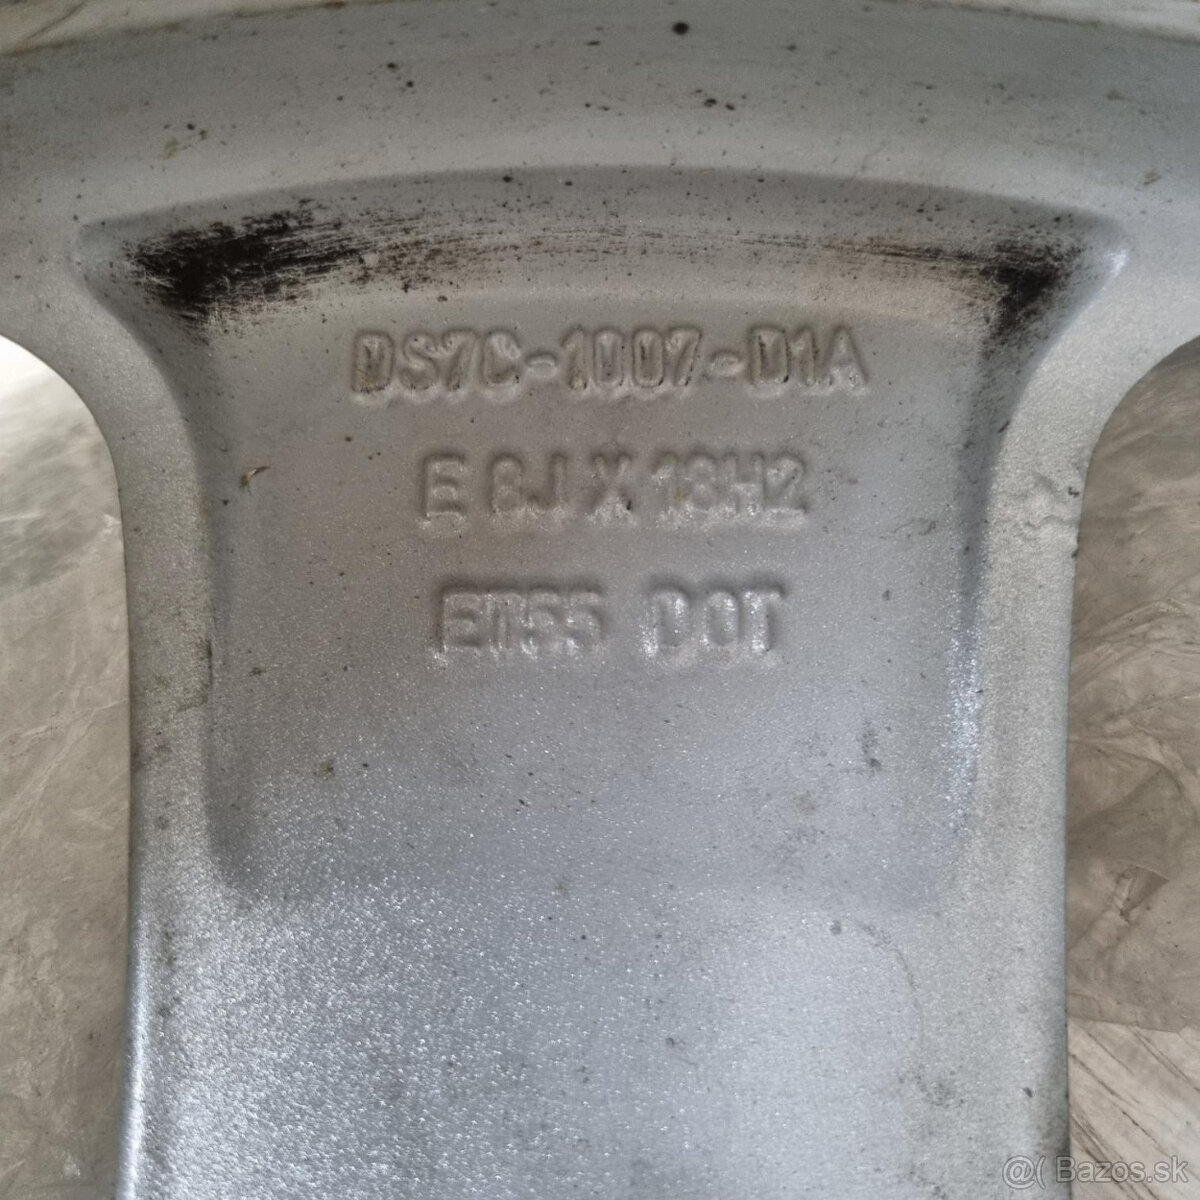 DS7C-1007-D1A
E 8J X 18H2
ET55 DOT
@( Bazos.sk